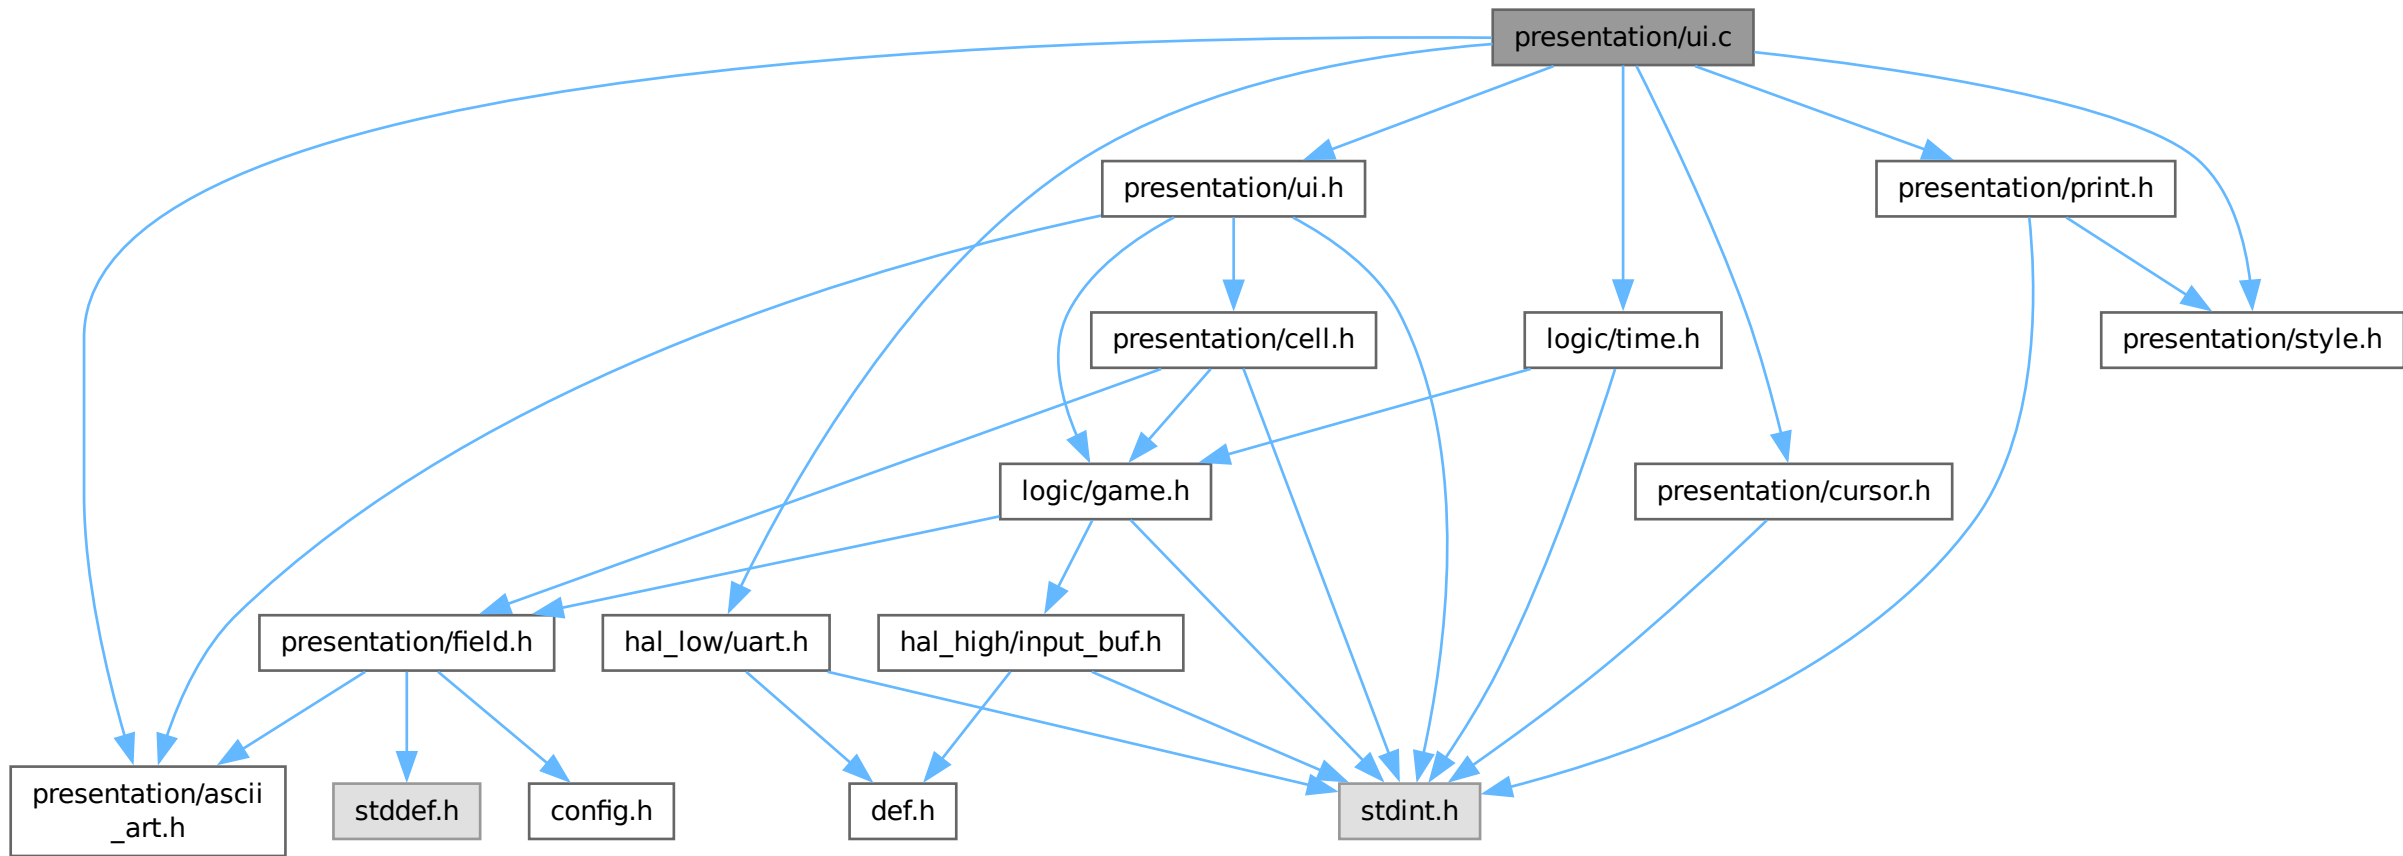 presentation/ui.c
presentation/ui.h
presentation/print.h
presentation/cell.h
logic/time.h
presentation/style.h
logic/game.h
presentation/cursor.h
presentation/field.h
hal_low/uart.h
hal_high/input_buf.h
presentation/ascii
_art.h
stddef.h
config.h
def.h
stdint.h